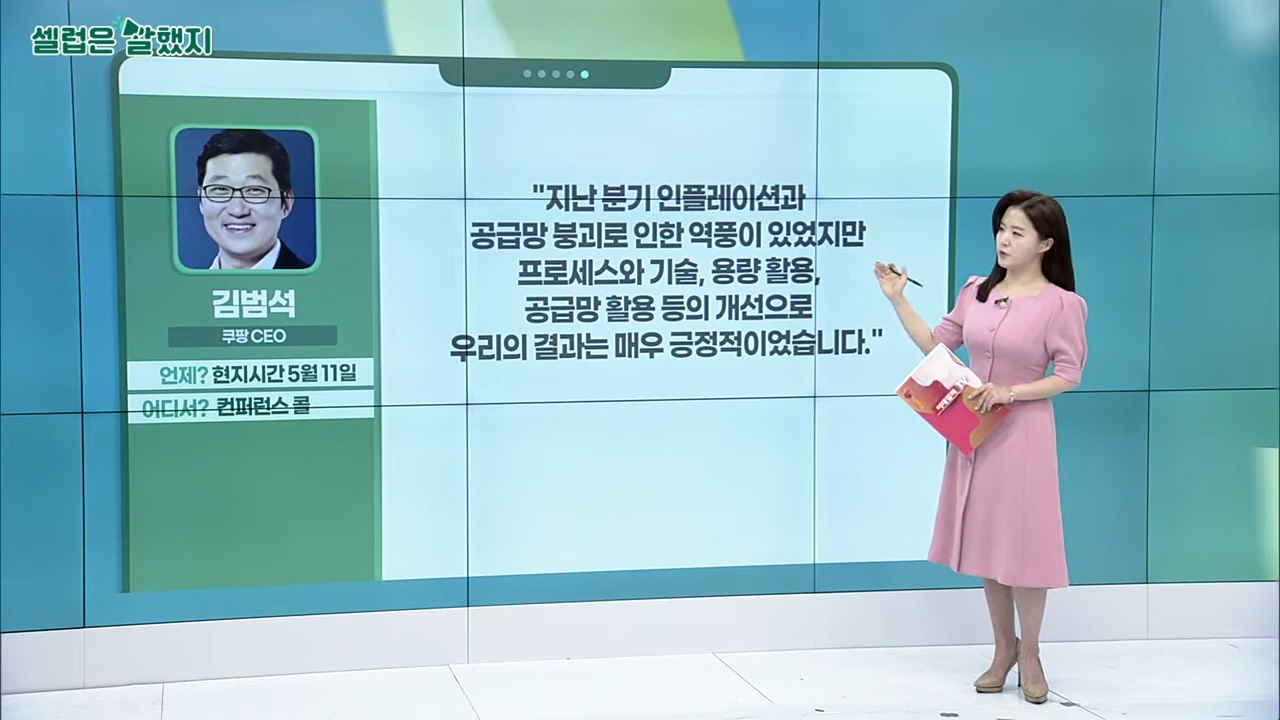 셀럽은 말했지
김범석
쿠팡 CEO
언제? 현지시간 5월 11일
어디서? 컨퍼런스 콜
"지난 분기 인플레이션과
공급망 붕괴로 인한 역풍이 있었지만
프로세스와 기술, 용량 활용,
공급망 활용 등의 개선으로
우리의 결과는 매우 긍정적이었습니다."